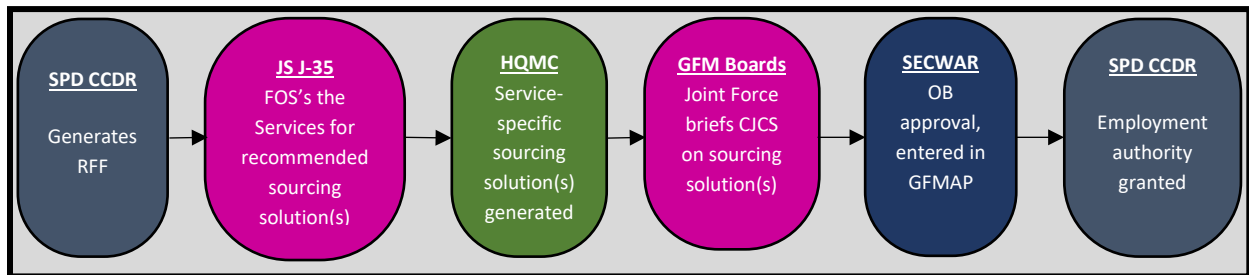 SPD CCDR
Generates
RFF
JS J-35
FOS's the
Services for
recommended
sourcing
solution(s)
HQMC
Service-
specific
sourcing
solution(s)
generated
GFM Boards
Joint Force
briefs CJCS
on sourcing
solution(s)
SECWAR
OB
approval,
entered in
GFMAP
SPD CCDR
Employment
authority
granted